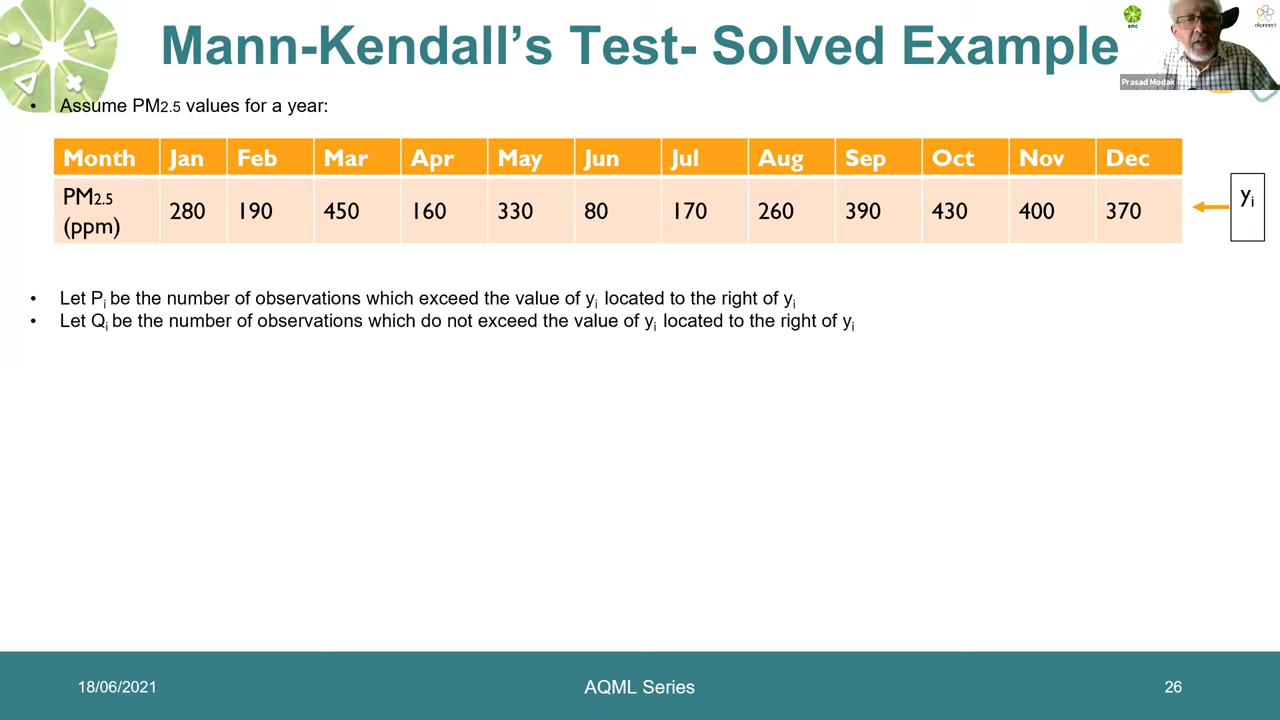 Mann-Kendall's Test- Solved Example
emc
ekonnect
Prasad Modak
• Assume PM2.5 values for a year:
Month Jan Feb Mar Apr May Jun Jul Aug Sep Oct Nov Dec
PM2.5 (ppm) 280 190 450 160 330 80 170 260 390 430 400 370
yi
• Let Pi be the number of observations which exceed the value of yi located to the right of yi
• Let Qi be the number of observations which do not exceed the value of yi located to the right of yi
18/06/2021 AQML Series 26